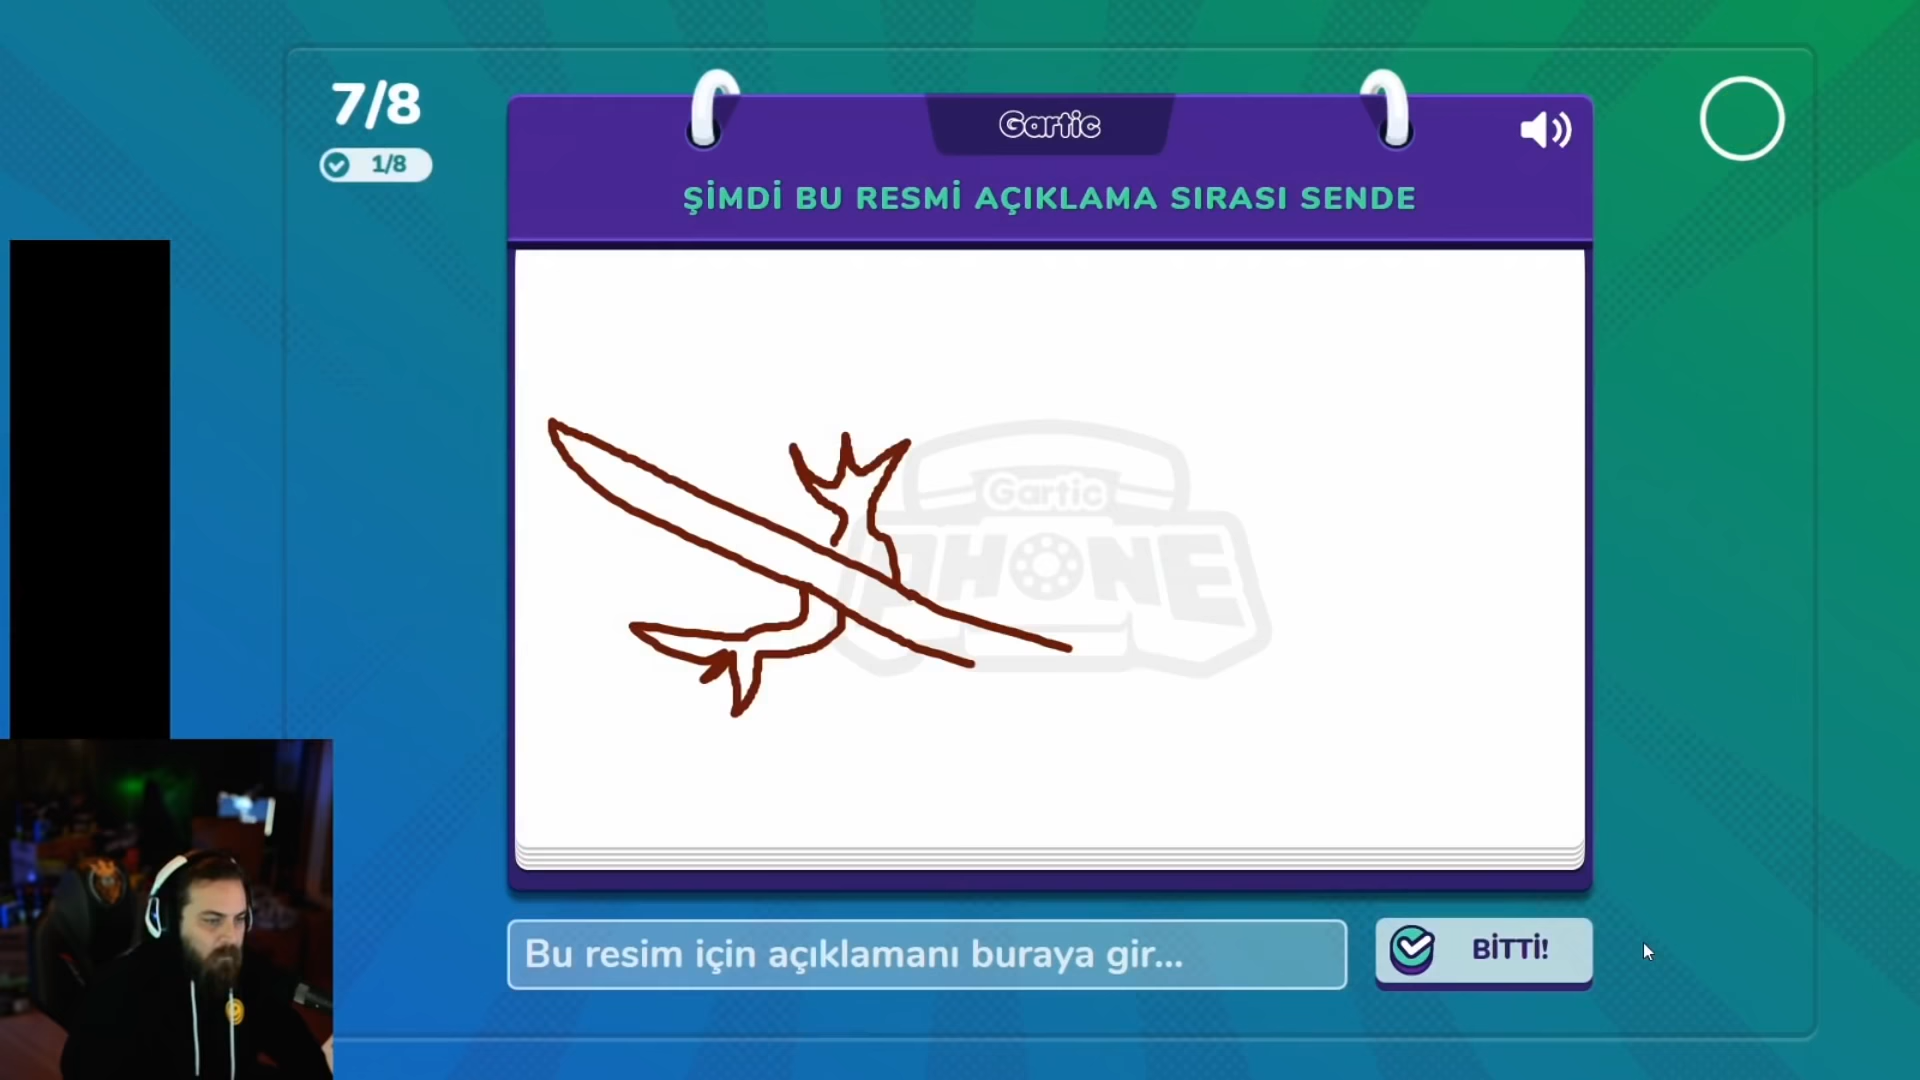 7/8
1/8
Gartic
ŞİMDİ BU RESMİ AÇIKLAMA SIRASI SENDE
Gartic
PHONE
Bu resim için açıklamanı buraya gir...
BİTTİ!